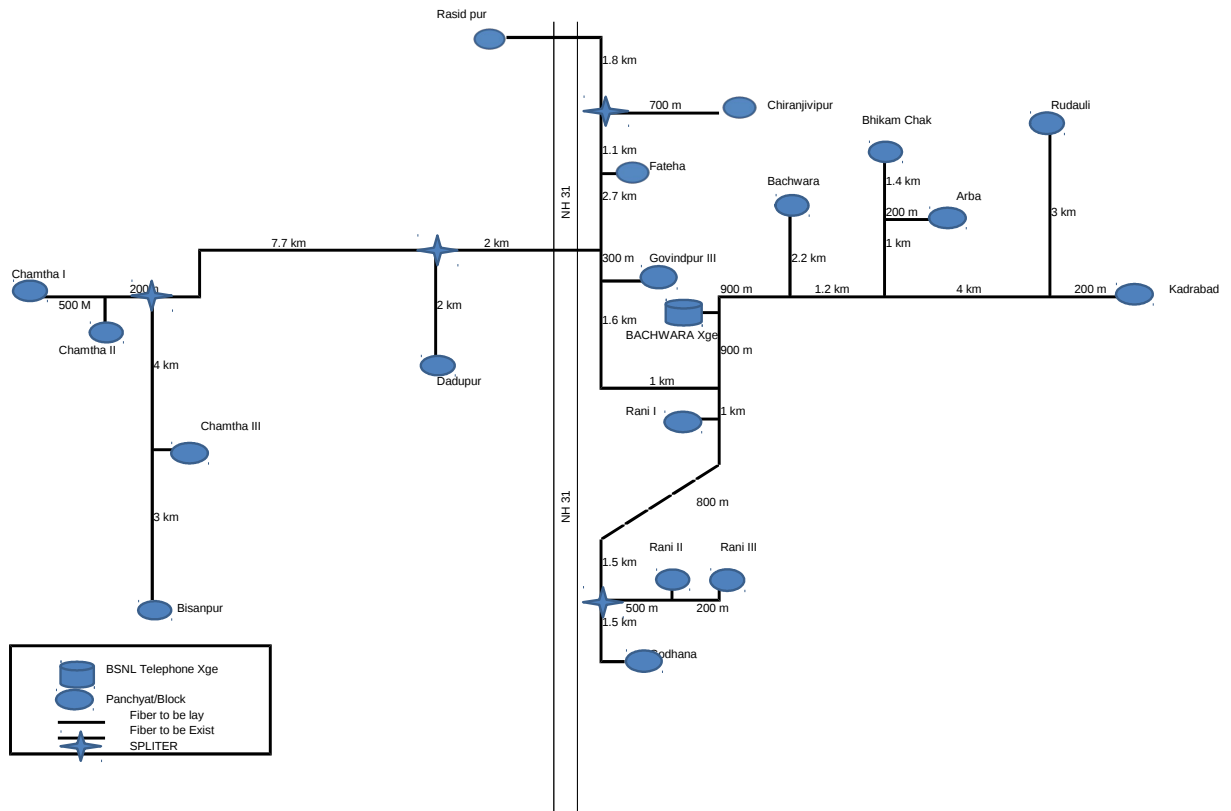 Rasid pur
1.8 km
700 m
Chiranjivipur
Rudauli
Bhikam Chak
1.1 km
Fateha
2.7 km
NH 31
Bachwara
1.4 km
Arba
200 m
3 km
7.7 km
2 km
1 km
300 m
Govindpur III
2.2 km
Chamtha I
200m
500 M
900 m
1.2 km
4 km
200 m
Kadrabad
2 km
1.6 km
BACHWARA Xge
900 m
Chamtha II
4 km
Dadupur
1 km
Rani I
1 km
Chamtha III
NH 31
800 m
3 km
Rani II
Rani III
1.5 km
500 m
200 m
Bisanpur
1.5 km
BSNL Telephone Xge
Panchyat/Block
Fiber to be lay
Fiber to be Exist
SPLITER